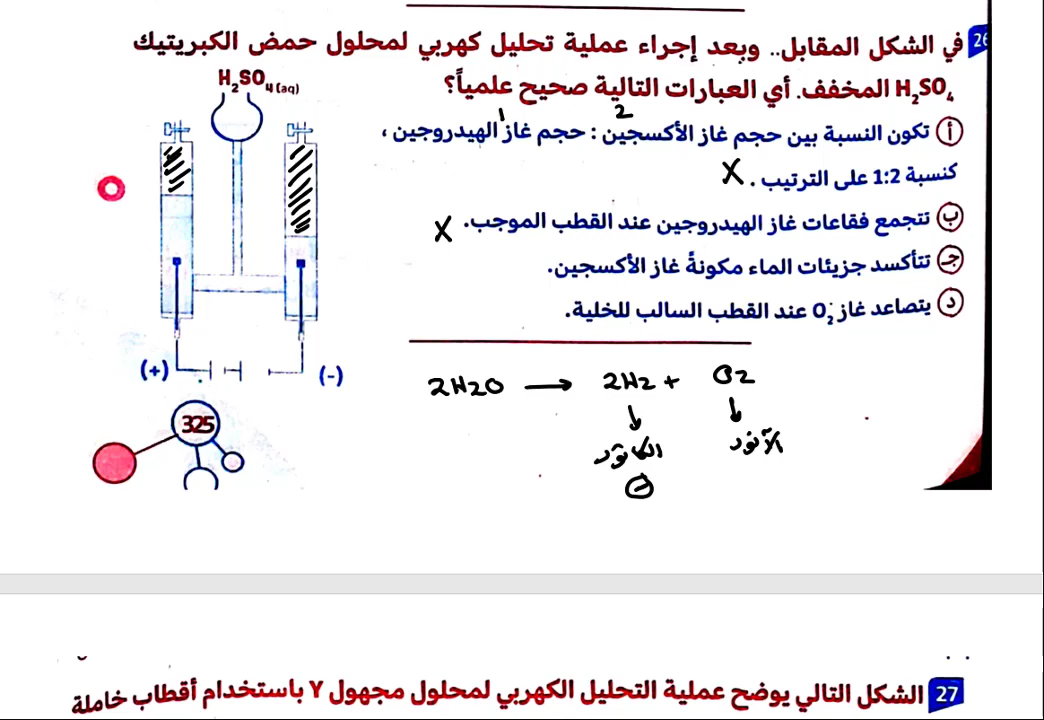 26 في الشكل المقابل.. وبعد إجراء عملية تحليل كهربي لمحلول حمض الكبريتيك
H₂SO₄ المخفف. أي العبارات التالية صحيح علمياً؟
H₂SO₄(aq)
1 2
أ تكون النسبة بين حجم غاز الأكسجين : حجم غاز الهيدروجين ،
كنسبة 1:2 على الترتيب . X
ب تتجمع فقاعات غاز الهيدروجين عند القطب الموجب. X
جـ تتأكسد جزيئات الماء مكونةً غاز الأكسجين.
د يتصاعد غاز O₂ عند القطب السالب للخلية.
(+) (-)
2H2O → 2H2 + O2
الكاثود الآنود
325
27 الشكل التالي يوضح عملية التحليل الكهربي لمحلول مجهول Y باستخدام أقطاب خاملة